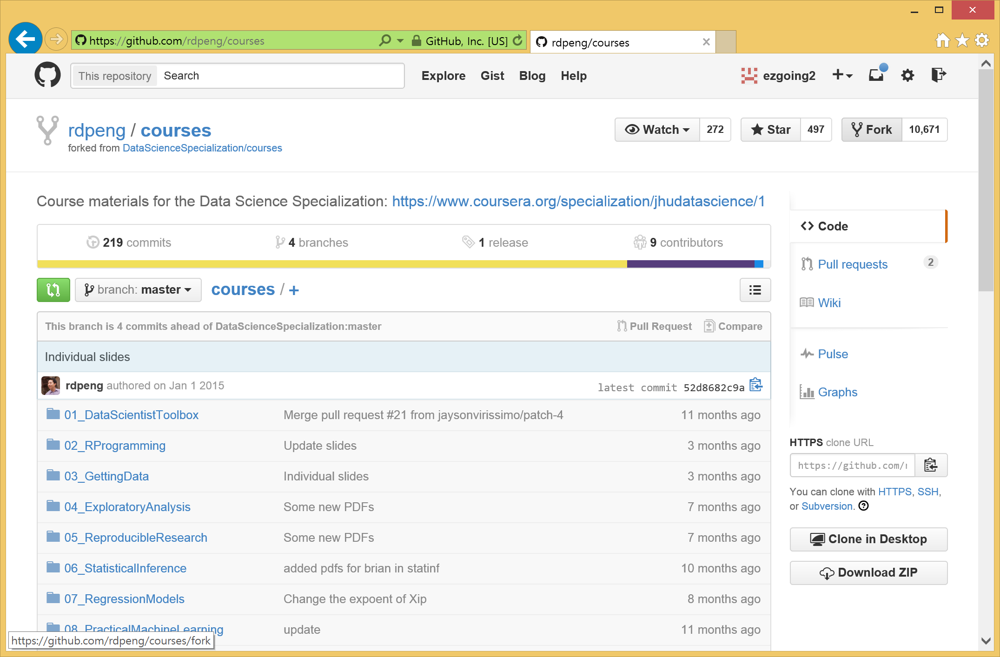 https://github.com/rdpeng/courses GitHub, Inc. [US] rdpeng/courses
This repository Search Explore Gist Blog Help ezgoing2
rdpeng / courses Watch 272 Star 497 Fork 10,671
forked from DataScienceSpecialization/courses
Course materials for the Data Science Specialization: https://www.coursera.org/specialization/jhudatascience/1
219 commits 4 branches 1 release 9 contributors
branch: master courses / +
This branch is 4 commits ahead of DataScienceSpecialization:master Pull Request Compare
Individual slides
rdpeng authored on Jan 1 2015 latest commit 52d8682c9a
01_DataScientistToolbox Merge pull request #21 from jaysonvirissimo/patch-4 11 months ago
02_RProgramming Update slides 3 months ago
03_GettingData Individual slides 3 months ago
04_ExploratoryAnalysis Some new PDFs 7 months ago
05_ReproducibleResearch Some new PDFs 7 months ago
06_StatisticalInference added pdfs for brian in statinf 10 months ago
07_RegressionModels Change the expoent of Xip 8 months ago
08_PracticalMachineLearning update 11 months ago
https://github.com/rdpeng/courses/fork
Code
Pull requests 2
Wiki
Pulse
Graphs
HTTPS clone URL
https://github.com/r
You can clone with HTTPS, SSH,
or Subversion.
Clone in Desktop
Download ZIP